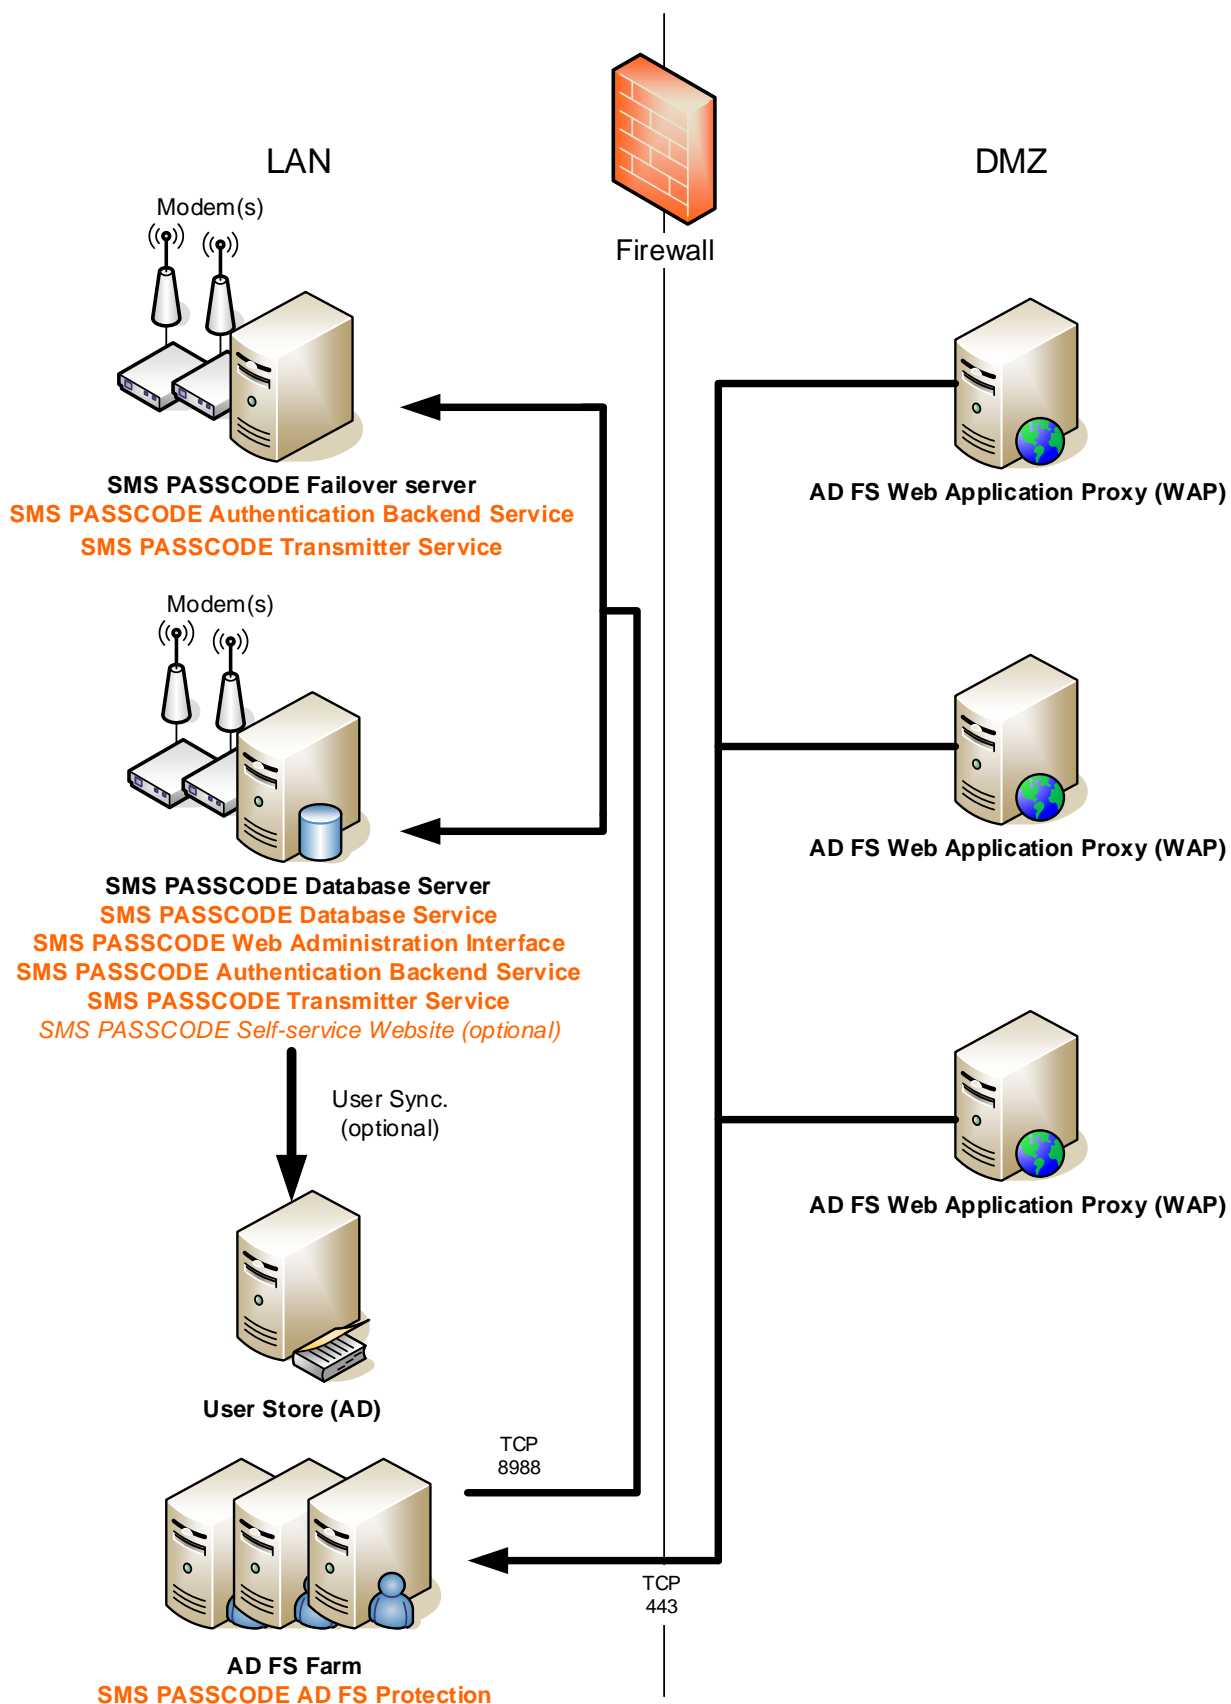 LAN
DMZ
Modem(s)
Firewall
SMS PASSCODE Failover server
SMS PASSCODE Authentication Backend Service
SMS PASSCODE Transmitter Service
AD FS Web Application Proxy (WAP)
Modem(s)
AD FS Web Application Proxy (WAP)
SMS PASSCODE Database Server
SMS PASSCODE Database Service
SMS PASSCODE Web Administration Interface
SMS PASSCODE Authentication Backend Service
SMS PASSCODE Transmitter Service
SMS PASSCODE Self-service Website (optional)
User Sync.
(optional)
AD FS Web Application Proxy (WAP)
User Store (AD)
TCP
8988
TCP
443
AD FS Farm
SMS PASSCODE AD FS Protection